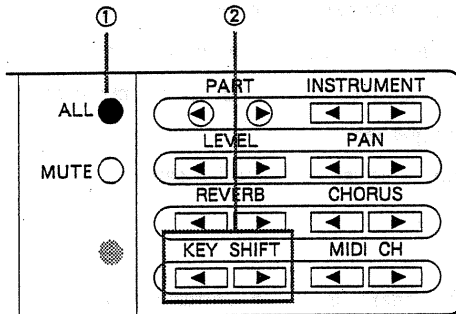 ① ②
PART INSTRUMENT
ALL
LEVEL PAN
MUTE
REVERB CHORUS
KEY SHIFT MIDI CH